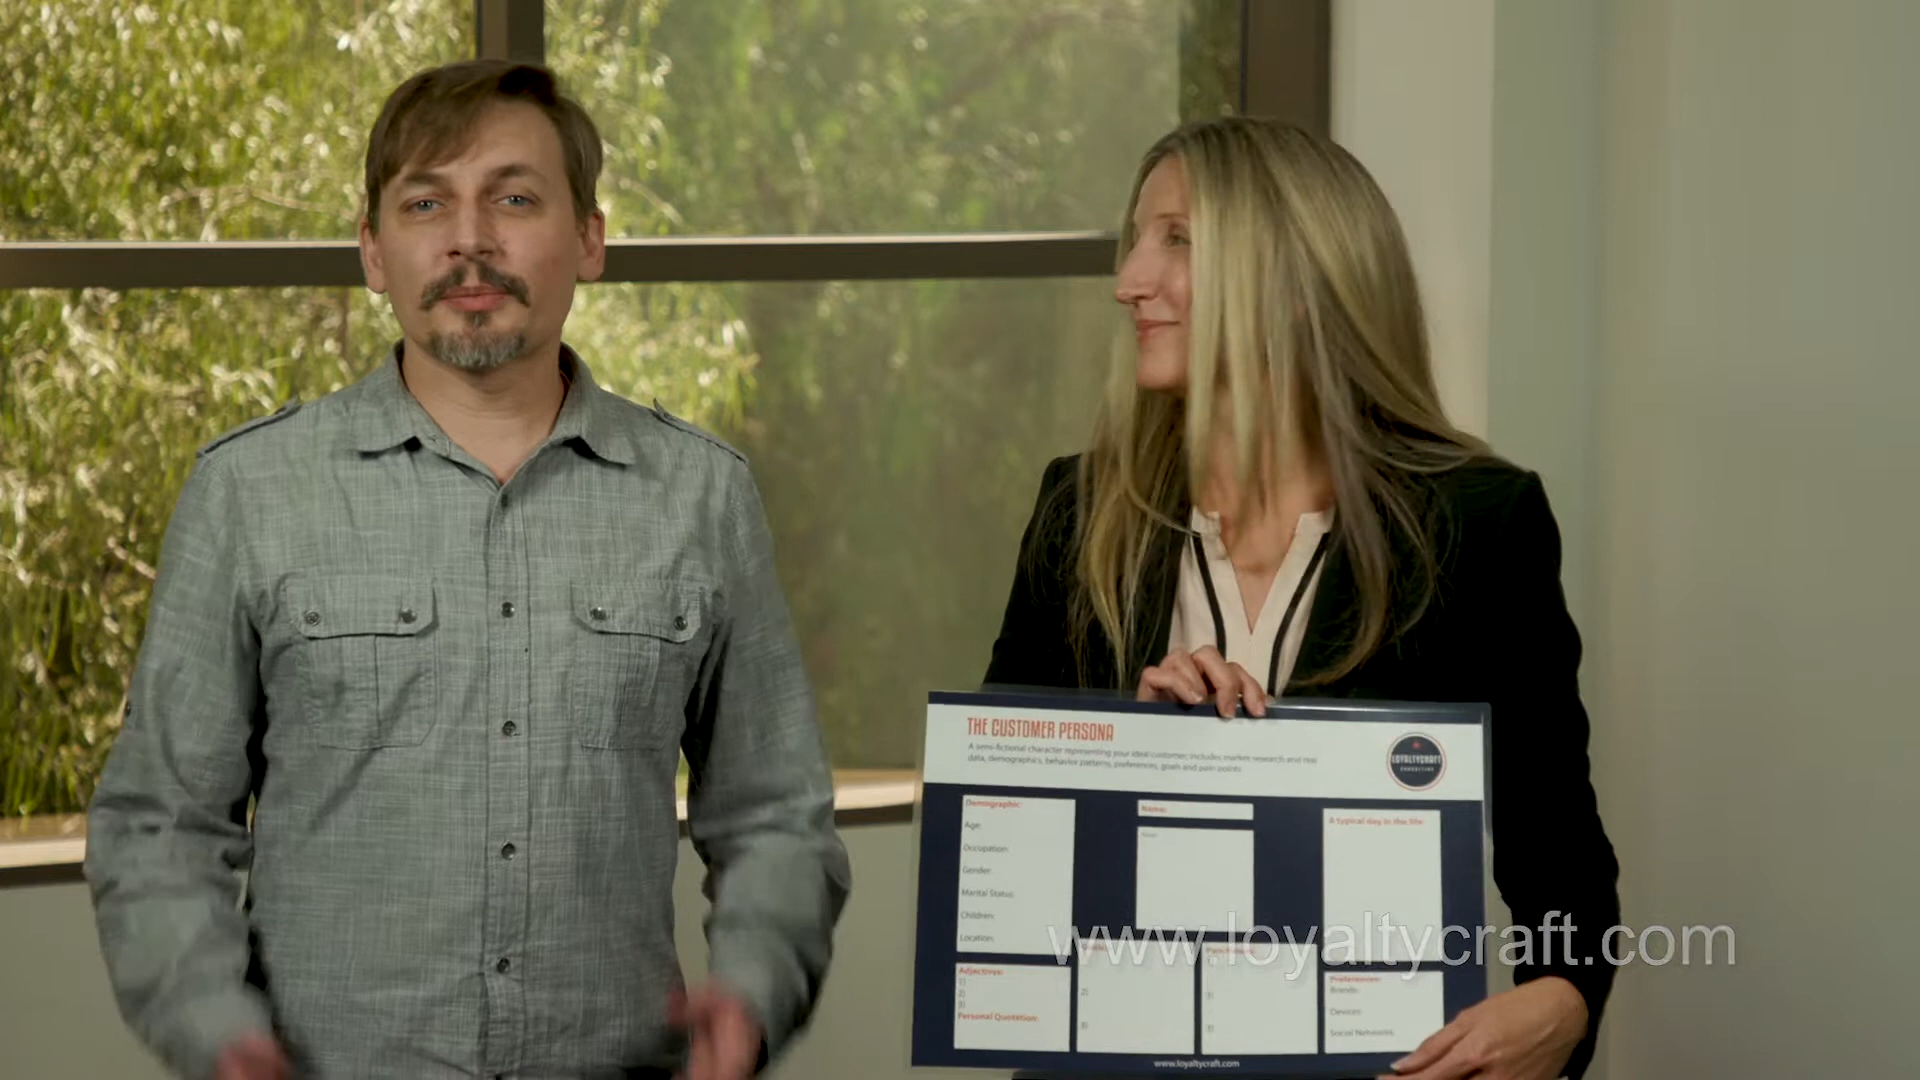 THE CUSTOMER PERSONA
A semi-fictional character representing your ideal customer; includes market research and real
data, demographics, behavior patterns, preferences, goals and pain points
LOYALTYCRAFT
CONSULTING
Demographic:
Age:
Occupation:
Gender:
Marital Status:
Children:
Location:
Name:
A typical day in the life:
www.loyaltycraft.com
Adjectives:
1)
2)
3)
Personal Quotation:
2)
3)
3)
Preferences:
Brands:
Devices:
Social Networks:
www.loyaltycraft.com